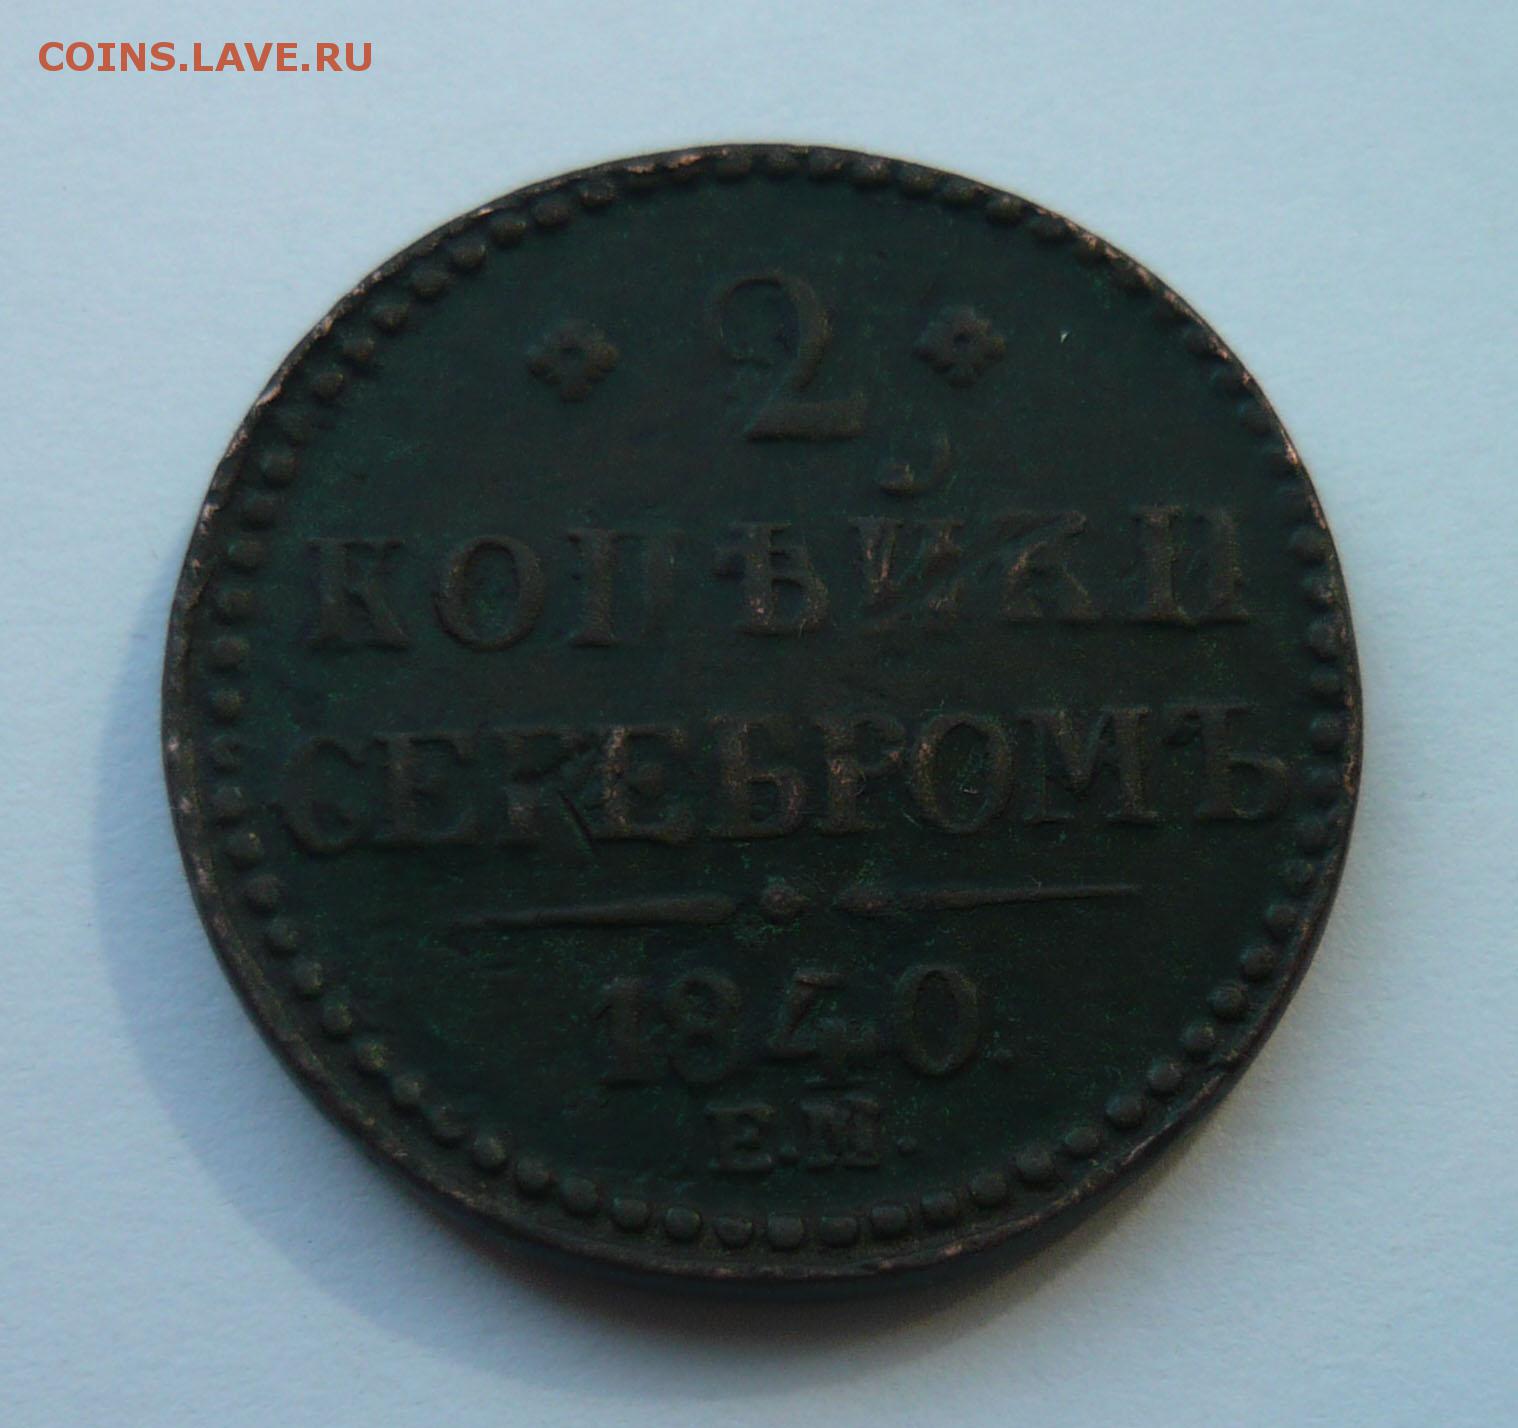 COINS.LAVE.RU
2
КОПѢЙКИ
СЕРЕБРОМЪ
1840.
Е.М.